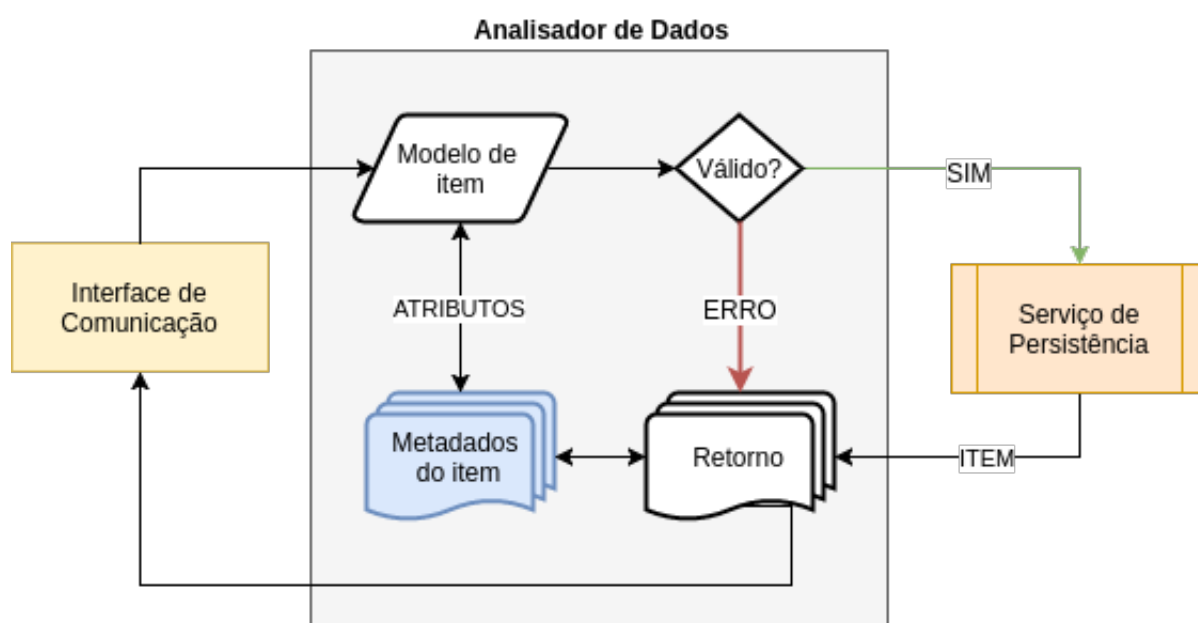 Analisador de Dados
Modelo de
item
Válido?
SIM
Interface de
Comunicação
ATRIBUTOS
ERRO
Serviço de
Persistência
Metadados
do item
Retorno
ITEM